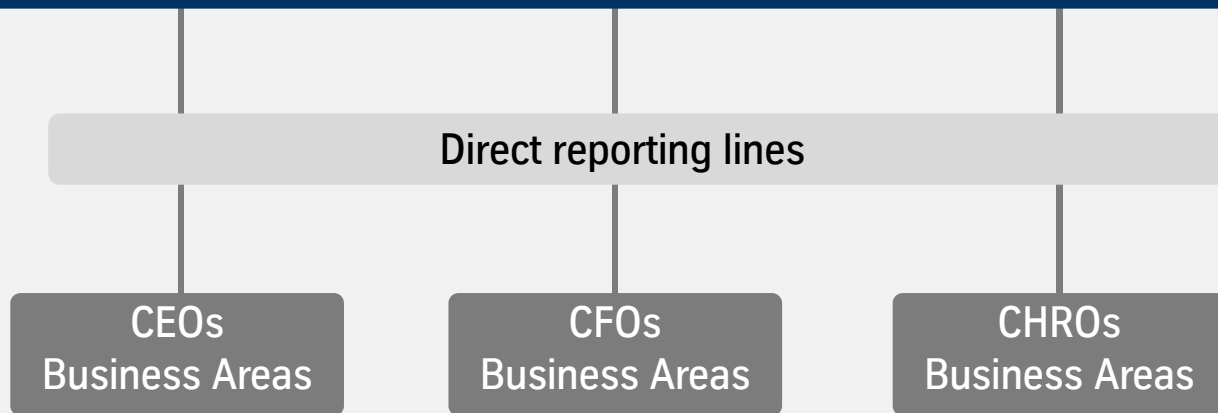 Direct reporting lines
CEOs
Business Areas
CFOs
Business Areas
CHROs
Business Areas